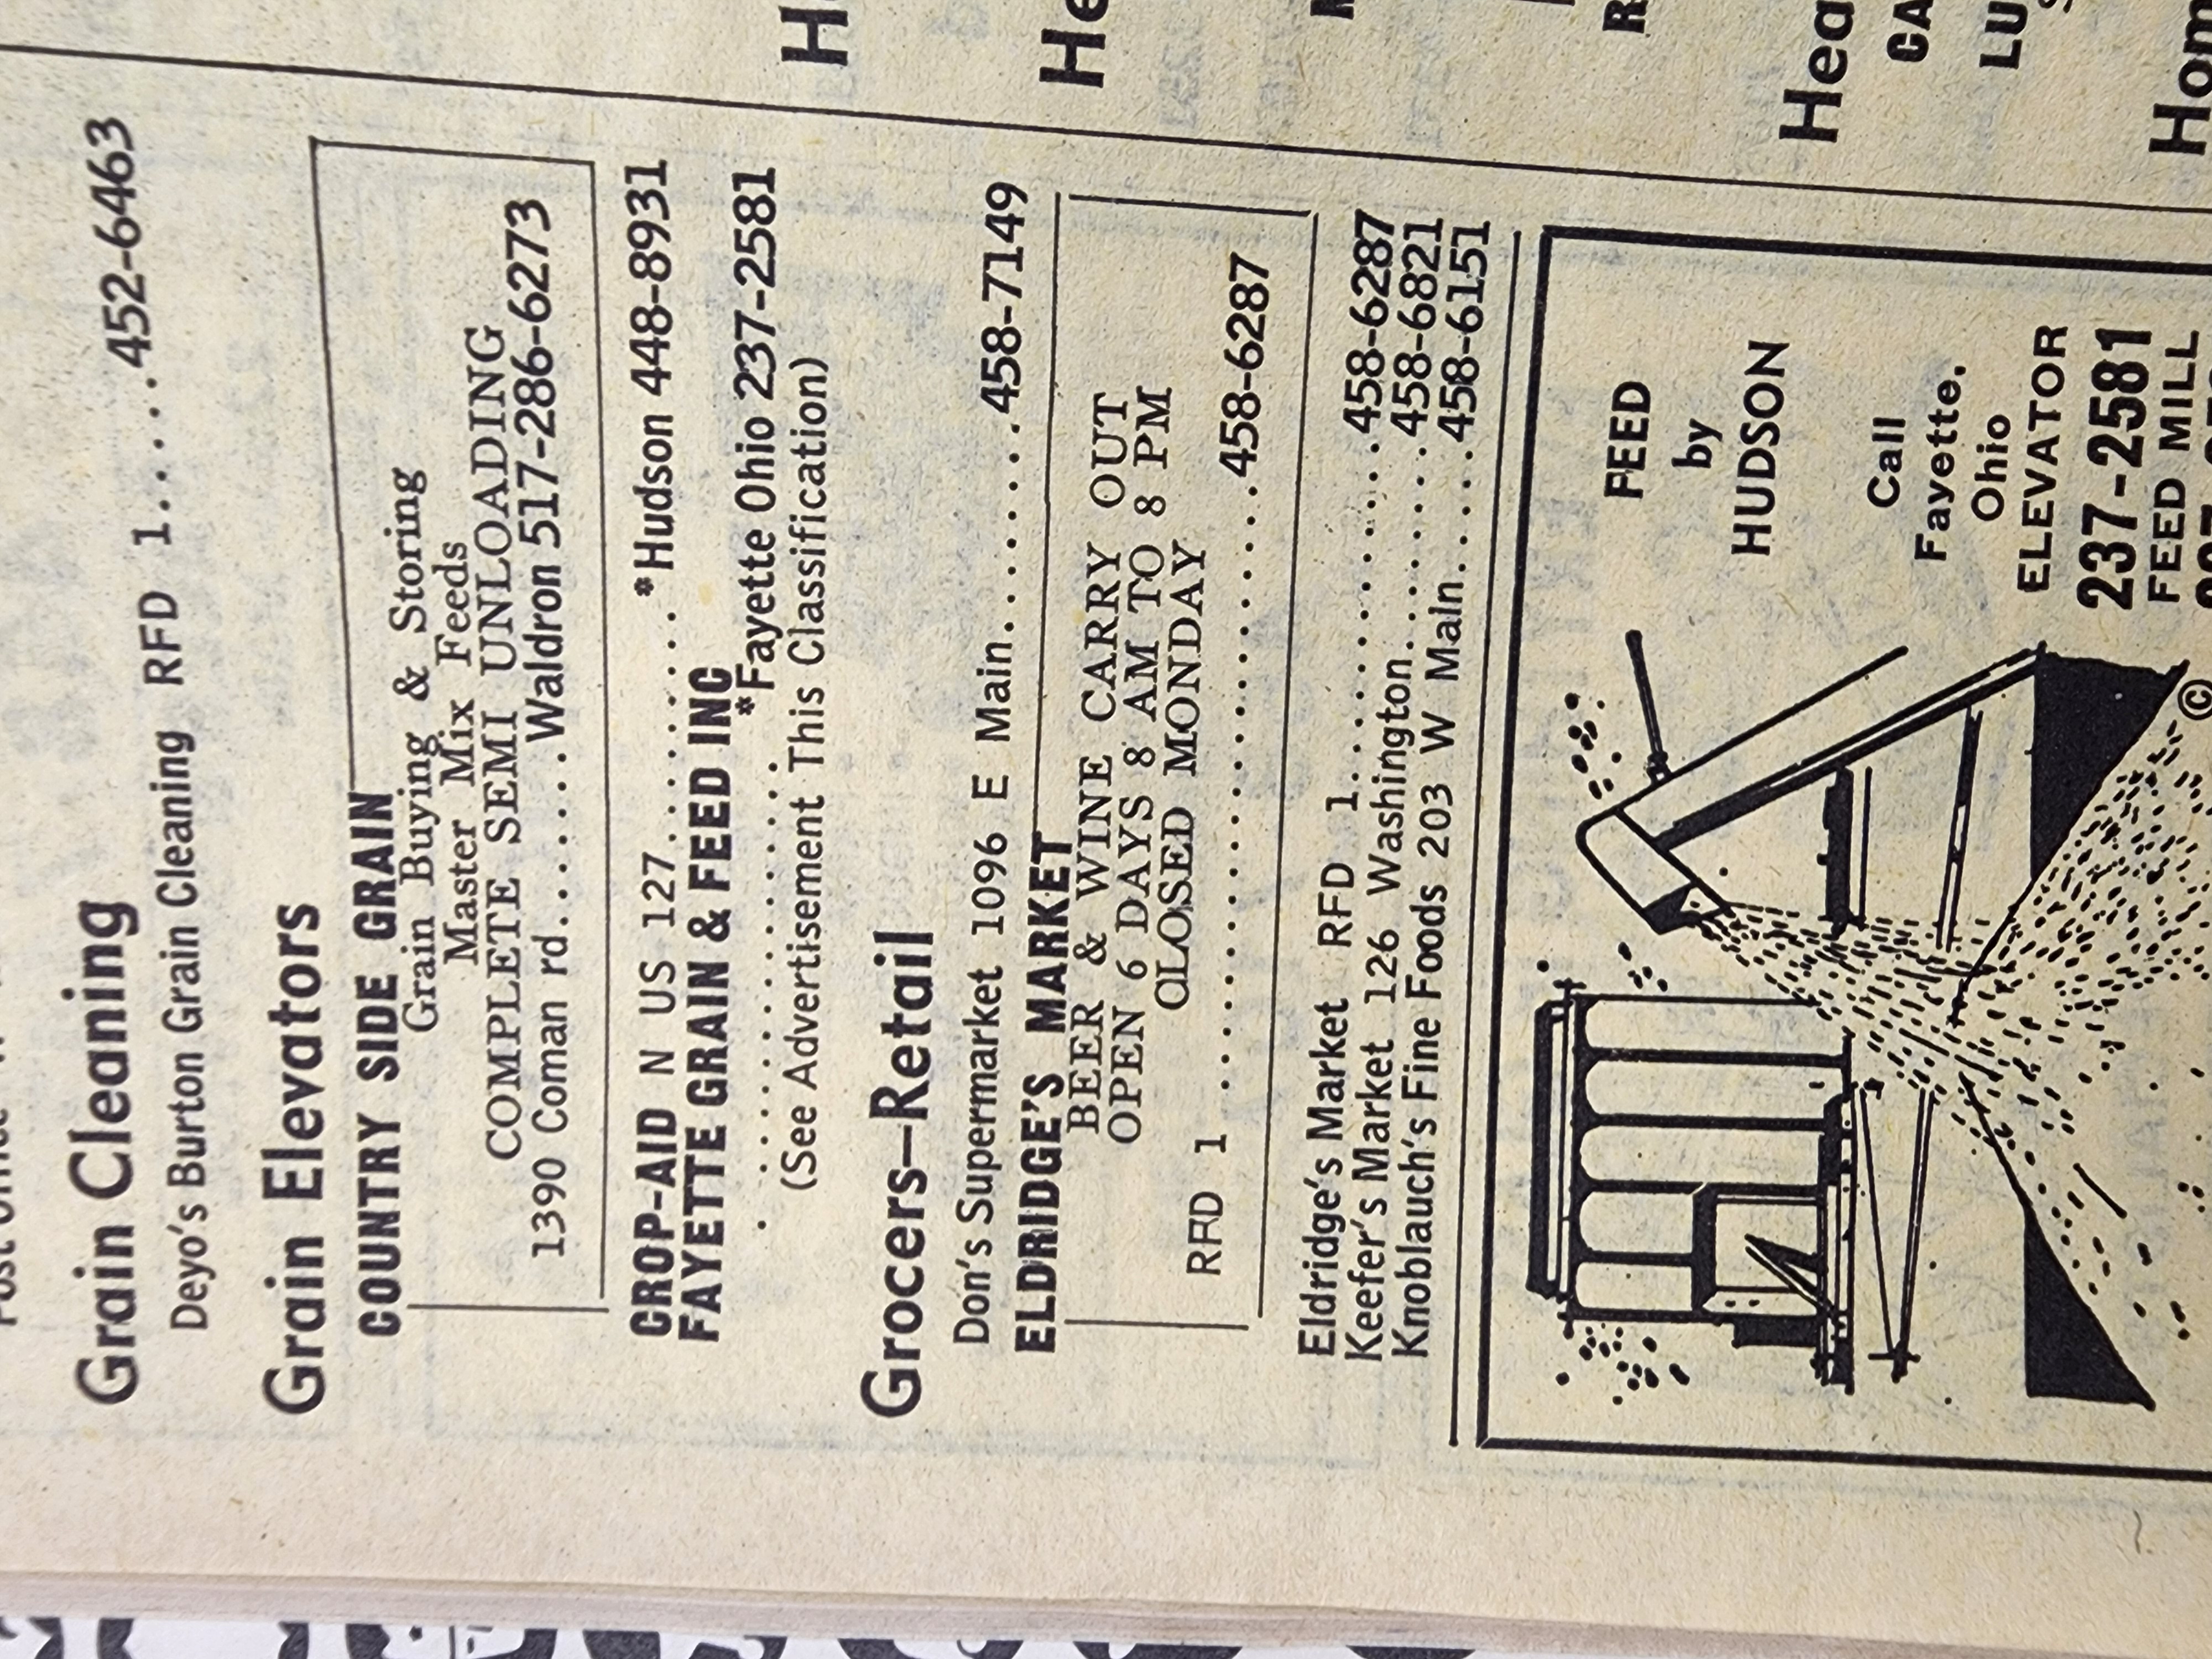 Grain Cleaning
Deyo's Burton Grain Cleaning RFD 1....452-6463
Grain Elevators
COUNTRY SIDE GRAIN
Grain Buying & Storing
Master Mix Feeds
COMPLETE SEMI UNLOADING
1390 Coman rd........Waldron 517-286-6273
CROP-AID N US 127...........*Hudson 448-8931
FAYETTE GRAIN & FEED INC
....................*Fayette Ohio 237-2581
(See Advertisement This Classification)
Grocers—Retail
Don's Supermarket 1096 E Main.........458-7149
ELDRIDGE'S MARKET
BEER & WINE CARRY OUT
OPEN 6 DAYS 8 AM TO 8 PM
CLOSED MONDAY
RFD 1..........................458-6287
Eldridge's Market RFD 1..............458-6287
Keefer's Market 126 Washington........458-6821
Knoblauch's Fine Foods 203 W Main.....458-6151
FEED
by
HUDSON
Call
Fayette,
Ohio
ELEVATOR
237-2581
FEED MILL
©
Hea
CA
LU
Hom